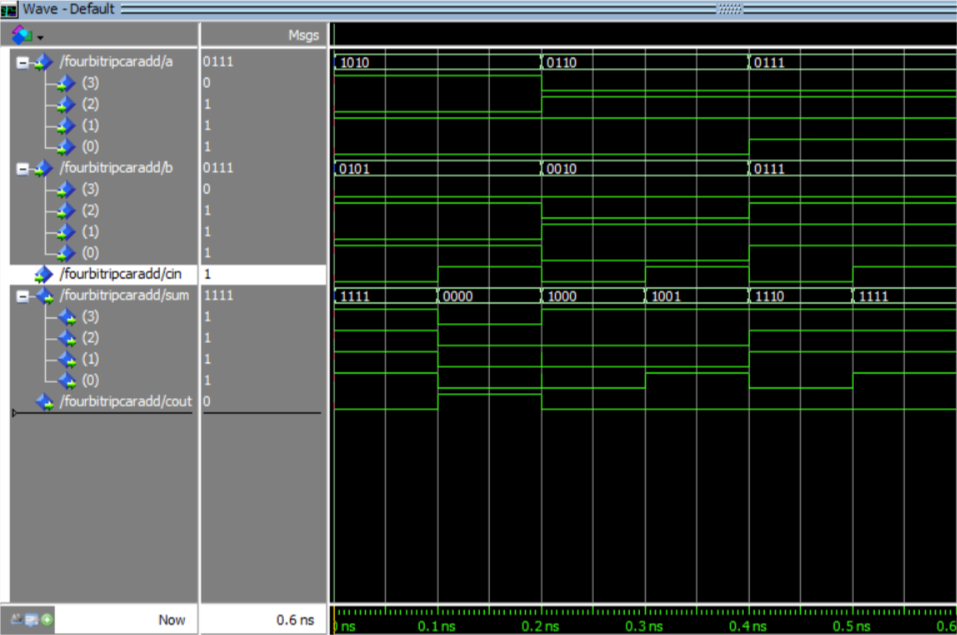 Wave - Default
Msgs
/fourbitripcaradd/a 0111 1010 0110 0111
(3) 0
(2) 1
(1) 1
(0) 1
/fourbitripcaradd/b 0111 0101 0010 0111
(3) 0
(2) 1
(1) 1
(0) 1
/fourbitripcaradd/cin 1
/fourbitripcaradd/sum 1111 1111 0000 1000 1001 1110 1111
(3) 1
(2) 1
(1) 1
(0) 1
/fourbitripcaradd/cout 0
Now 0.6 ns ns 0.1 ns 0.2 ns 0.3 ns 0.4 ns 0.5 ns 0.6